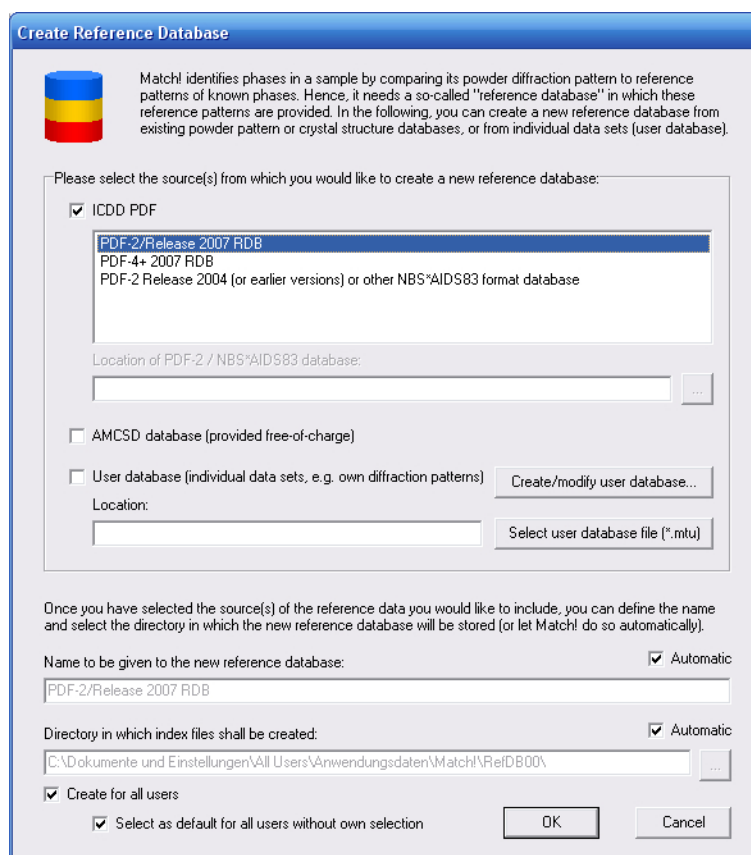 Create Reference Database
Match! identifies phases in a sample by comparing its powder diffraction pattern to reference
patterns of known phases. Hence, it needs a so-called "reference database" in which these
reference patterns are provided. In the following, you can create a new reference database from
existing powder pattern or crystal structure databases, or from individual data sets (user database).
Please select the source(s) from which you would like to create a new reference database:
ICDD PDF
PDF-2/Release 2007 RDB
PDF-4+ 2007 RDB
PDF-2 Release 2004 (or earlier versions) or other NBS*AIDS83 format database
Location of PDF-2 / NBS*AIDS83 database:
...
AMCSD database (provided free-of-charge)
User database (individual data sets, e.g. own diffraction patterns)
Create/modify user database...
Location:
Select user database file (*.mtu)
Once you have selected the source(s) of the reference data you would like to include, you can define the name
and select the directory in which the new reference database will be stored (or let Match! do so automatically).
Name to be given to the new reference database:
Automatic
PDF-2/Release 2007 RDB
Directory in which index files shall be created:
Automatic
C:\Dokumente und Einstellungen\All Users\Anwendungsdaten\Match!\RefDB00\
...
Create for all users
Select as default for all users without own selection
OK
Cancel